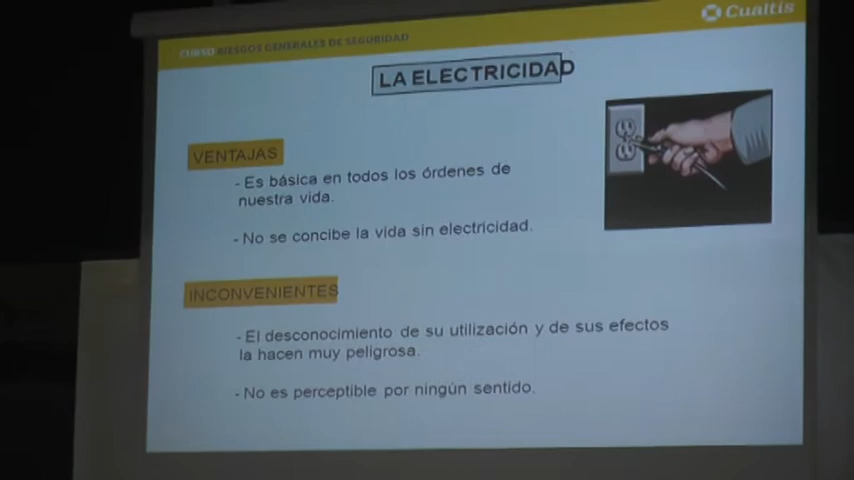 CURSO RIESGOS GENERALES DE SEGURIDAD
Cualtis
LA ELECTRICIDAD
VENTAJAS
- Es básica en todos los órdenes de
nuestra vida.
- No se concibe la vida sin electricidad.
INCONVENIENTES
- El desconocimiento de su utilización y de sus efectos
la hacen muy peligrosa.
- No es perceptible por ningún sentido.